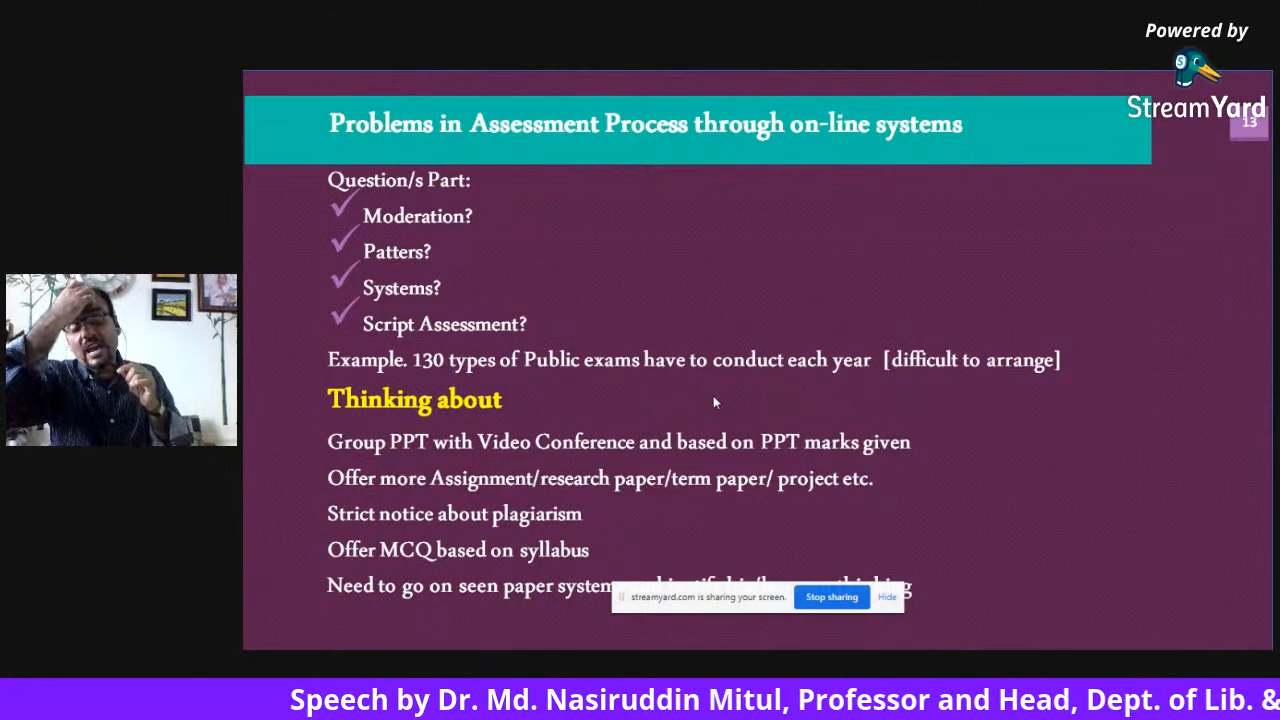 Powered by
StreamYard
13
Problems in Assessment Process through on-line systems
Question/s Part:
Moderation?
Patters?
Systems?
Script Assessment?
Example. 130 types of Public exams have to conduct each year [difficult to arrange]
Thinking about
Group PPT with Video Conference and based on PPT marks given
Offer more Assignment/research paper/term paper/ project etc.
Strict notice about plagiarism
Offer MCQ based on syllabus
Need to go on seen paper system
streamyard.com is sharing your screen. Stop sharing Hide
Speech by Dr. Md. Nasiruddin Mitul, Professor and Head, Dept. of Lib. &